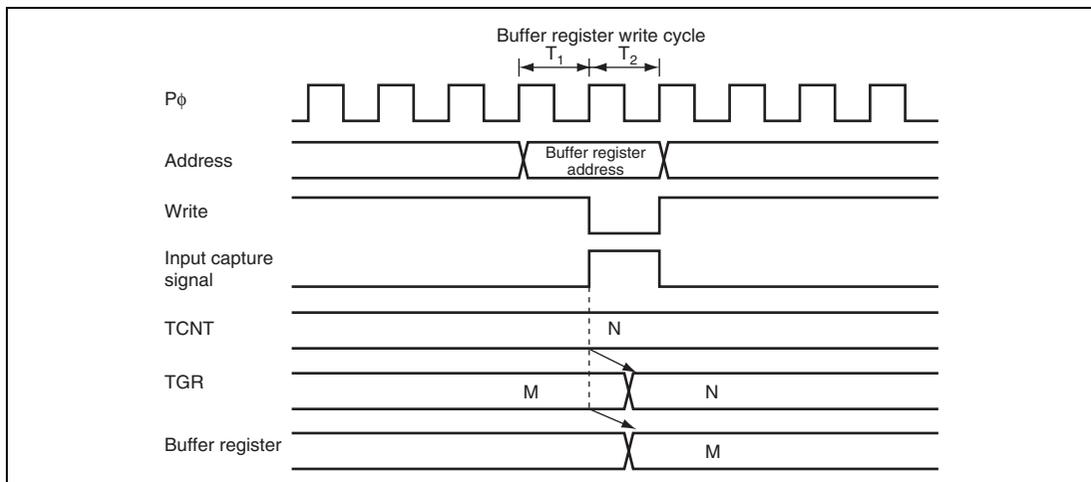 Buffer register write cycle
T₁ T₂
Pϕ
Address
Buffer register
address
Write
Input capture
signal
TCNT
N
TGR
M
N
Buffer register
M